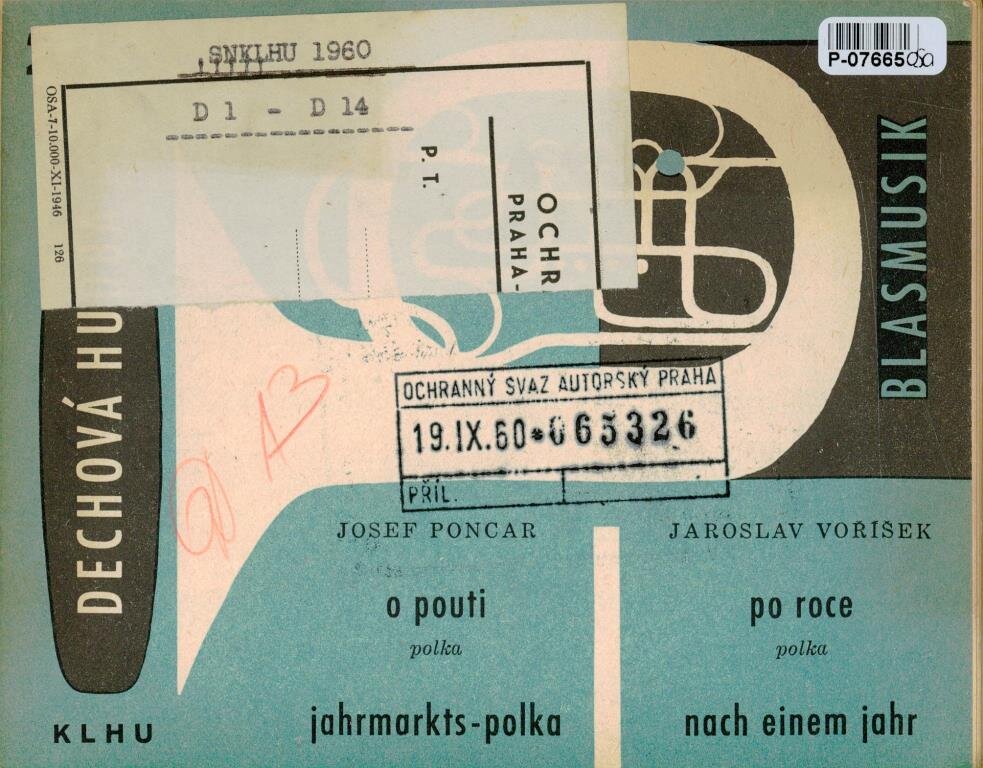 SNKLHU 1960
D 1 - D 14
OSA-7-10.000-XI-1946 126
P. T.
OCHR
PRAHA-
P-07665
BLASMUSIK
DECHOVÁ HU
OCHRANNÝ SVAZ AUTORSKÝ PRAHA
19.IX.60*065326
PŘÍL.
JOSEF PONCAR
o pouti
polka
jahrmarkts-polka
JAROSLAV VOŘÍŠEK
po roce
polka
nach einem jahr
KLHU